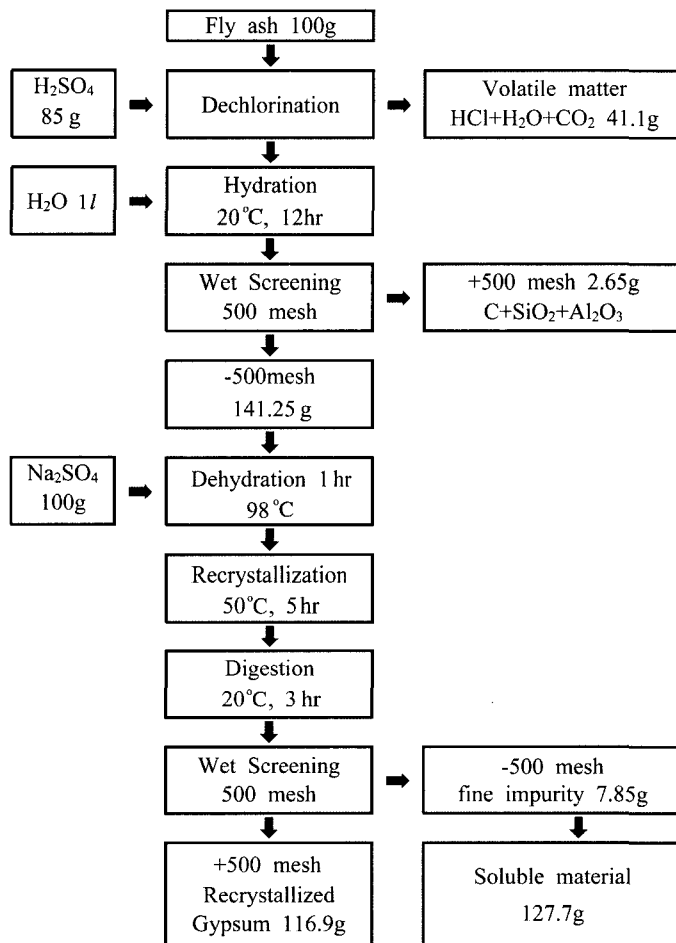 Fly ash 100g
H₂SO₄
85 g
Dechlorination
Volatile matter
HCl+H₂O+CO₂ 41.1g
H₂O 1l
Hydration
20°C, 12hr
Wet Screening
500 mesh
+500 mesh 2.65g
C+SiO₂+Al₂O₃
-500mesh
141.25 g
Na₂SO₄
100g
Dehydration 1 hr
98°C
Recrystallization
50°C, 5 hr
Digestion
20°C, 3 hr
Wet Screening
500 mesh
-500 mesh
fine impurity 7.85g
+500 mesh
Recrystallized
Gypsum 116.9g
Soluble material
127.7g